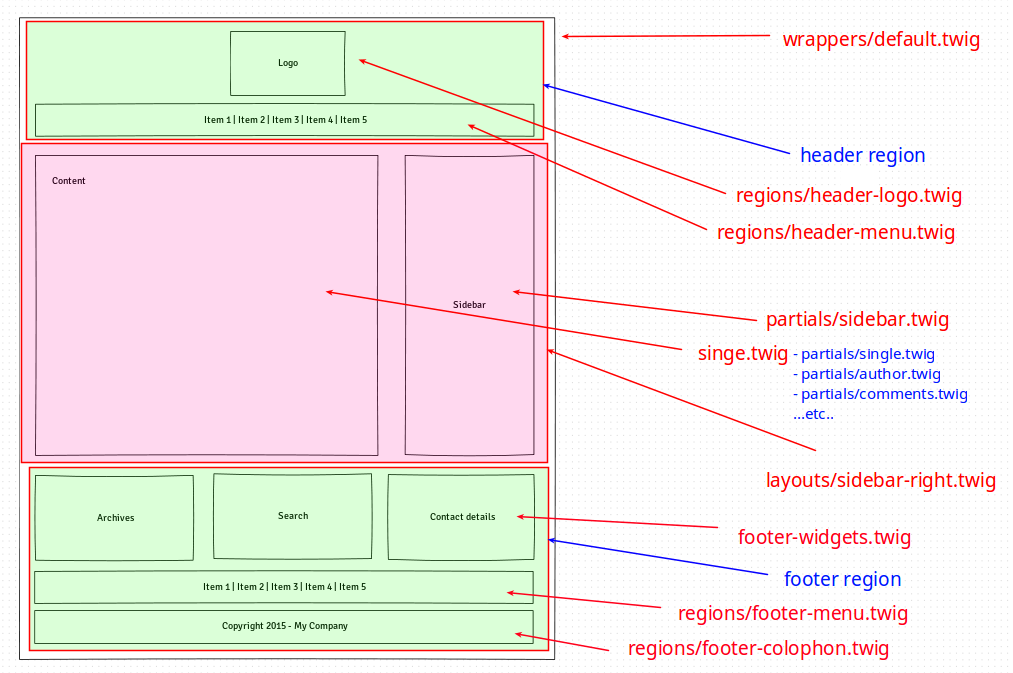 wrappers/default.twig
Logo
Item 1 | Item 2 | Item 3 | Item 4 | Item 5
header region
regions/header-logo.twig
regions/header-menu.twig
Content
Sidebar
partials/sidebar.twig
singe.twig - partials/single.twig
- partials/author.twig
- partials/comments.twig
...etc..
layouts/sidebar-right.twig
Archives
Search
Contact details
footer-widgets.twig
footer region
Item 1 | Item 2 | Item 3 | Item 4 | Item 5
regions/footer-menu.twig
Copyright 2015 - My Company
regions/footer-colophon.twig